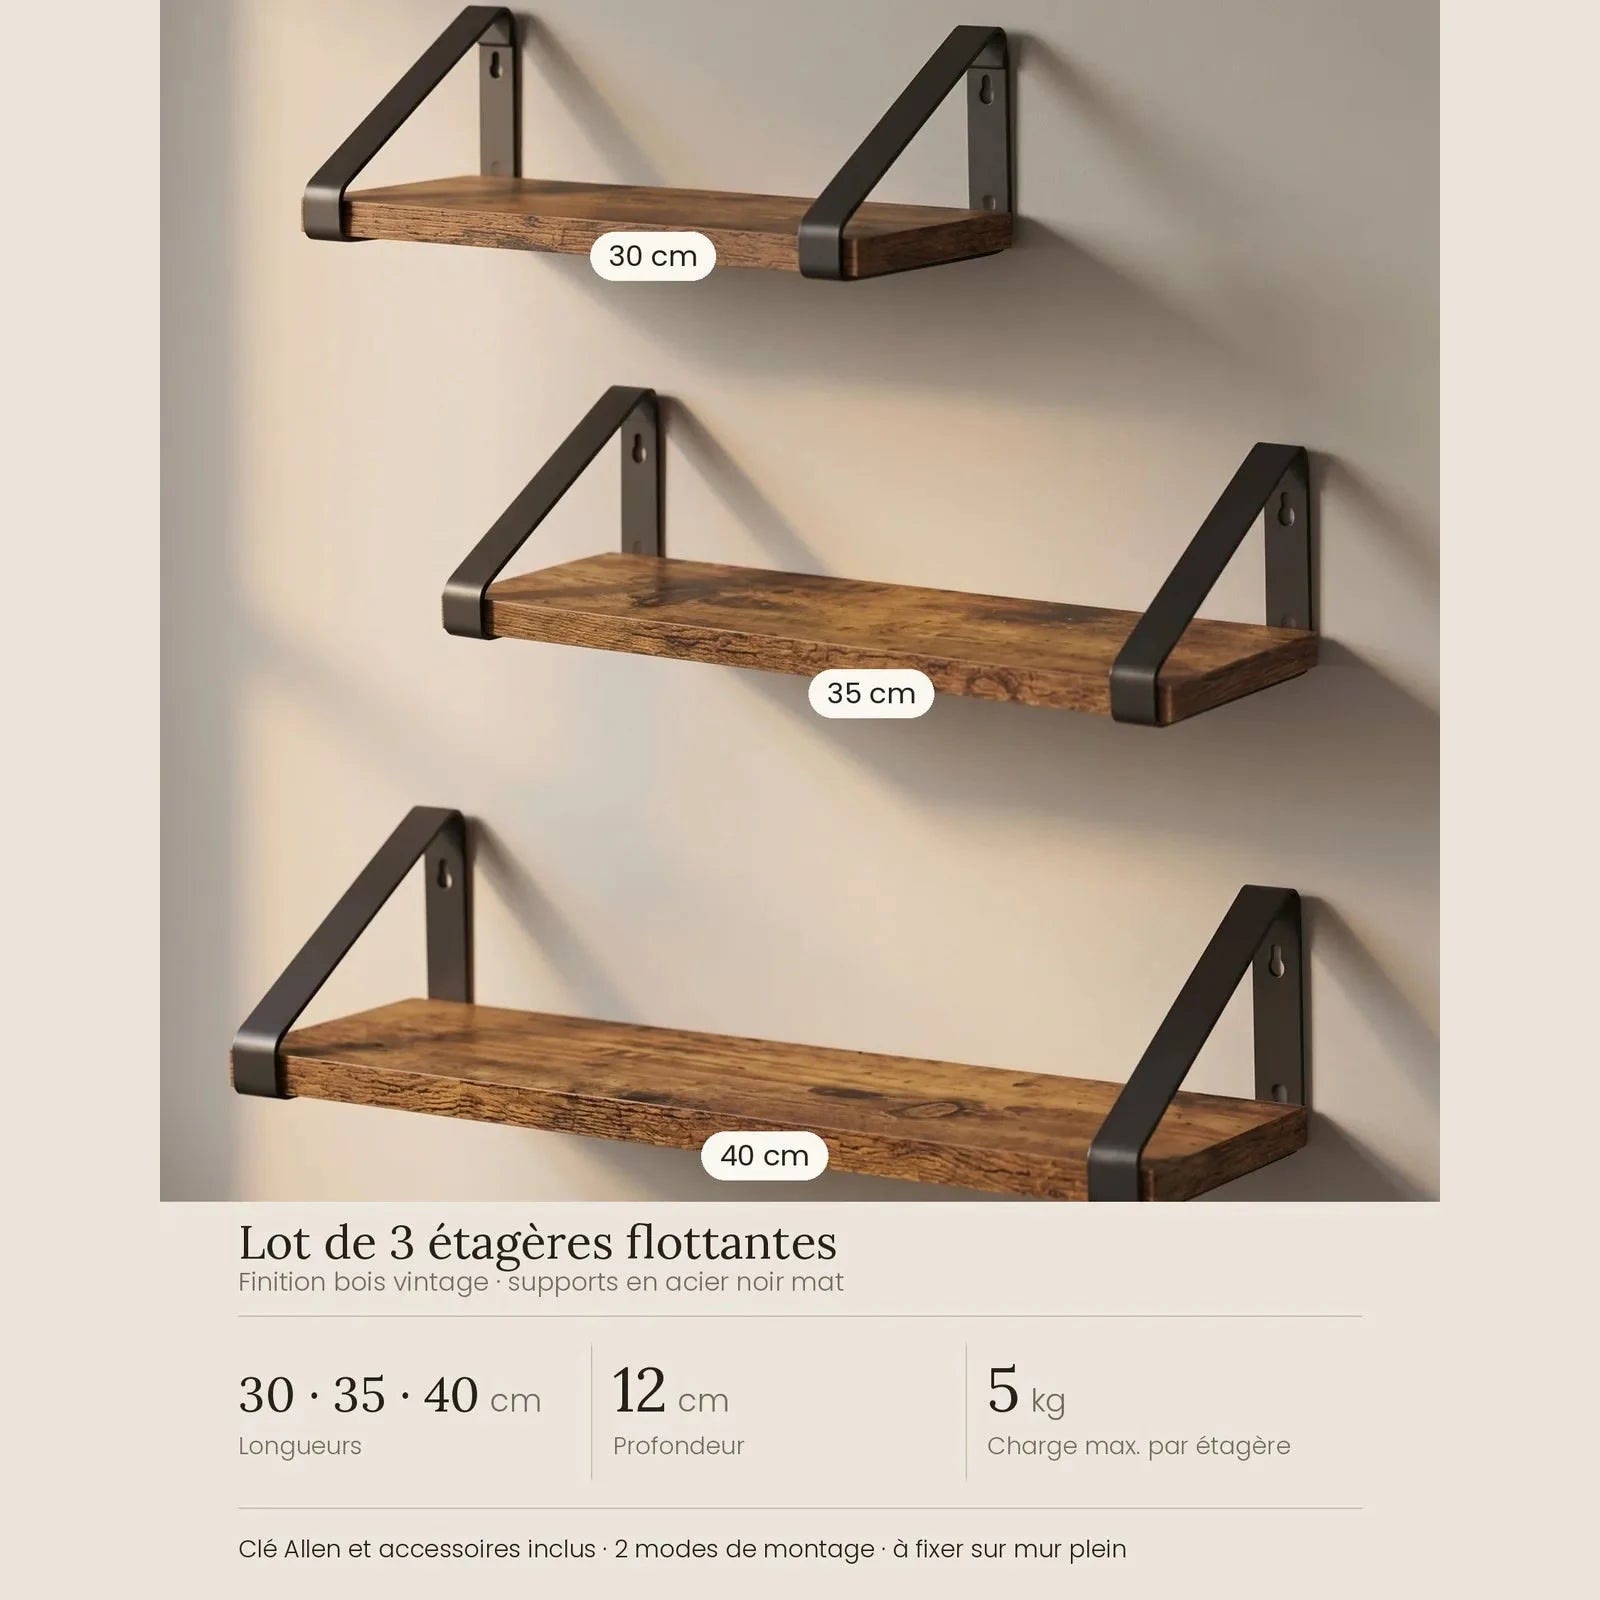 30 cm
35 cm
40 cm
Lot de 3 étagères flottantes
Finition bois vintage · supports en acier noir mat
30 · 35 · 40 cm
Longueurs
12 cm
Profondeur
5 kg
Charge max. par étagère
Clé Allen et accessoires inclus · 2 modes de montage · à fixer sur mur plein